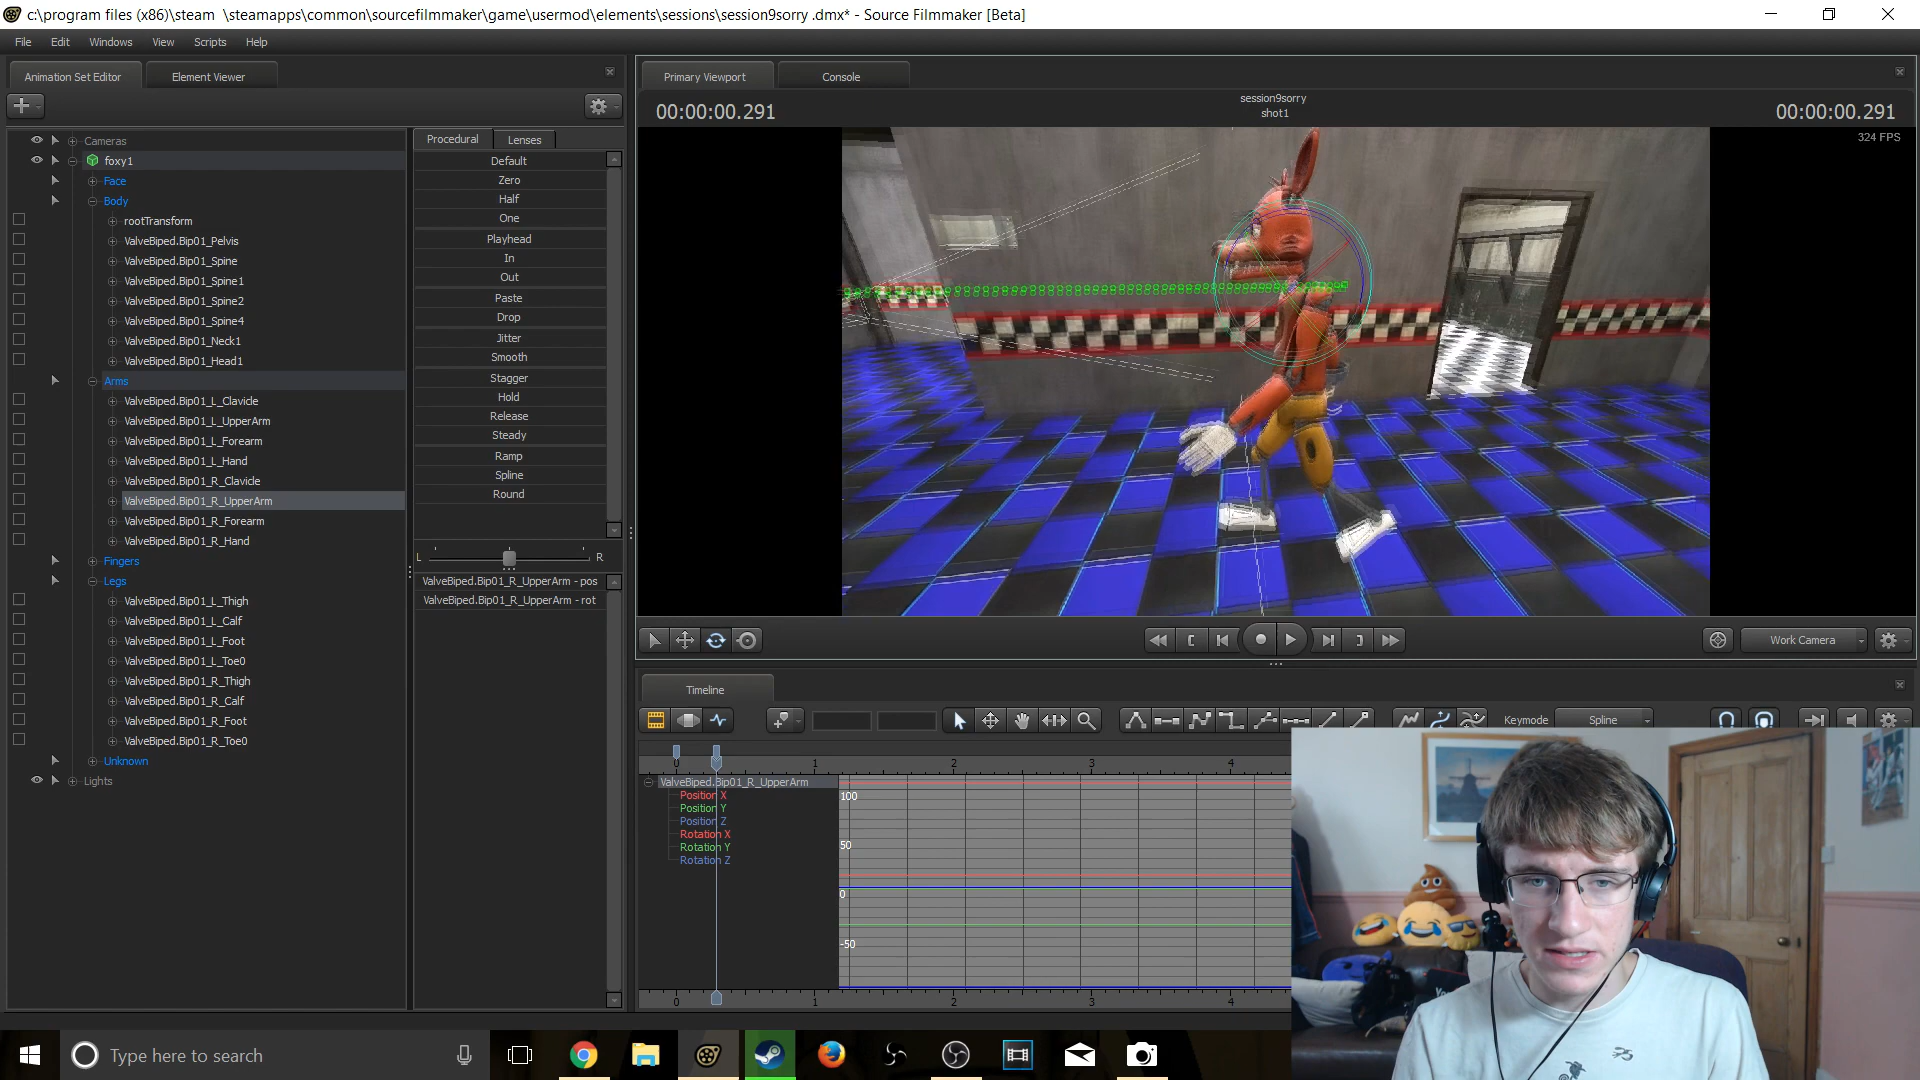 c:\program files (x86)\steam \steamapps\common\sourcefilmmaker\game\usermod\elements\sessions\session9sorry .dmx* - Source Filmmaker [Beta]
File Edit Windows View Scripts Help
Animation Set Editor Element Viewer
Cameras
foxy1
Face
Body
rootTransform
ValveBiped.Bip01_Pelvis
ValveBiped.Bip01_Spine
ValveBiped.Bip01_Spine1
ValveBiped.Bip01_Spine2
ValveBiped.Bip01_Spine4
ValveBiped.Bip01_Neck1
ValveBiped.Bip01_Head1
Arms
ValveBiped.Bip01_L_Clavicle
ValveBiped.Bip01_L_UpperArm
ValveBiped.Bip01_L_Forearm
ValveBiped.Bip01_L_Hand
ValveBiped.Bip01_R_Clavicle
ValveBiped.Bip01_R_UpperArm
ValveBiped.Bip01_R_Forearm
ValveBiped.Bip01_R_Hand
Fingers
Legs
ValveBiped.Bip01_L_Thigh
ValveBiped.Bip01_L_Calf
ValveBiped.Bip01_L_Foot
ValveBiped.Bip01_L_Toe0
ValveBiped.Bip01_R_Thigh
ValveBiped.Bip01_R_Calf
ValveBiped.Bip01_R_Foot
ValveBiped.Bip01_R_Toe0
Unknown
Lights
Procedural Lenses
Default
Zero
Half
One
Playhead
In
Out
Paste
Drop
Jitter
Smooth
Stagger
Hold
Release
Steady
Ramp
Spline
Round
L R
ValveBiped.Bip01_R_UpperArm - pos
ValveBiped.Bip01_R_UpperArm - rot
Primary Viewport Console
00:00:00.291
session9sorry
shot1
00:00:00.291
324 FPS
Work Camera
Timeline
Keymode Spline
0 1 2 3 4
ValveBiped.Bip01_R_UpperArm
Position X
Position Y
Position Z
Rotation X
Rotation Y
Rotation Z
100
50
0
-50
0 1 2 3 4
Type here to search